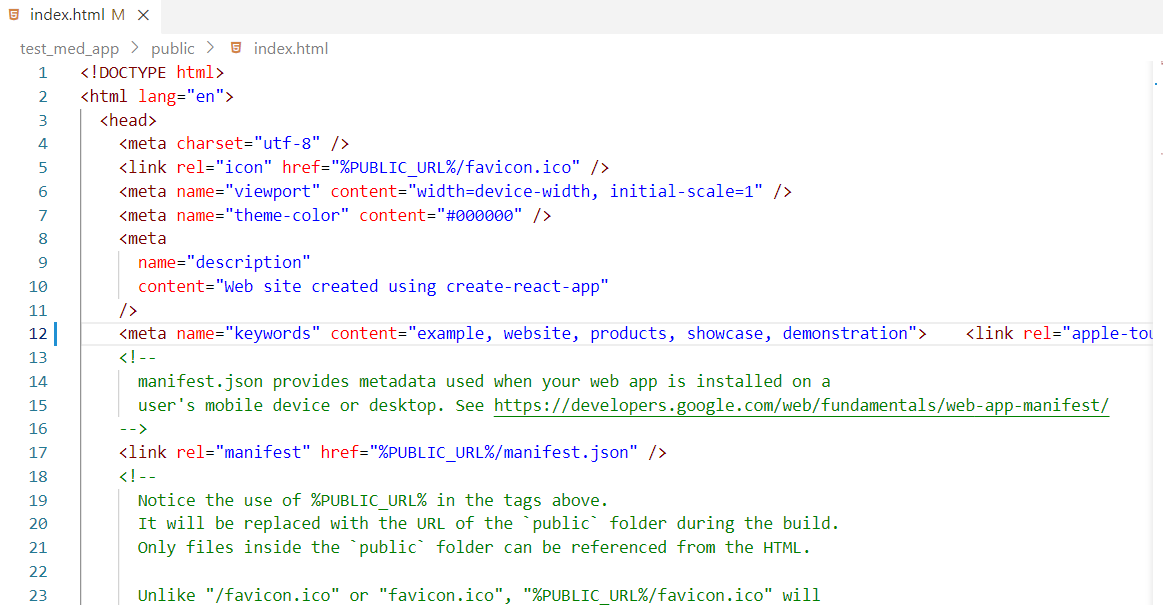 index.html M
test_med_app > public > index.html
1 <!DOCTYPE html>
2 <html lang="en">
3 <head>
4 <meta charset="utf-8" />
5 <link rel="icon" href="%PUBLIC_URL%/favicon.ico" />
6 <meta name="viewport" content="width=device-width, initial-scale=1" />
7 <meta name="theme-color" content="#000000" />
8 <meta
9 name="description"
10 content="Web site created using create-react-app"
11 />
12 <meta name="keywords" content="example, website, products, showcase, demonstration">    <link rel="apple-tou
13 <!--
14 manifest.json provides metadata used when your web app is installed on a
15 user's mobile device or desktop. See https://developers.google.com/web/fundamentals/web-app-manifest/
16 -->
17 <link rel="manifest" href="%PUBLIC_URL%/manifest.json" />
18 <!--
19 Notice the use of %PUBLIC_URL% in the tags above.
20 It will be replaced with the URL of the `public` folder during the build.
21 Only files inside the `public` folder can be referenced from the HTML.
22
23 Unlike "/favicon.ico" or "favicon.ico", "%PUBLIC_URL%/favicon.ico" will